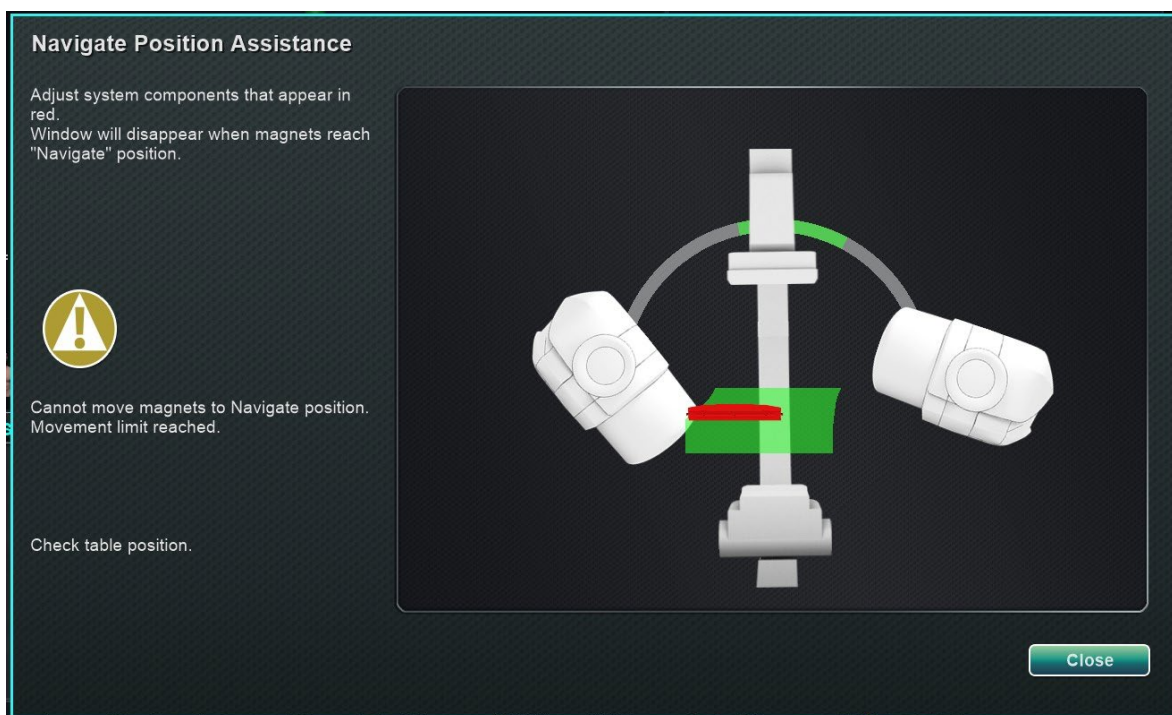 Navigate Position Assistance
Adjust system components that appear in
red.
Window will disappear when magnets reach
"Navigate" position.
Cannot move magnets to Navigate position.
Movement limit reached.
Check table position.
Close